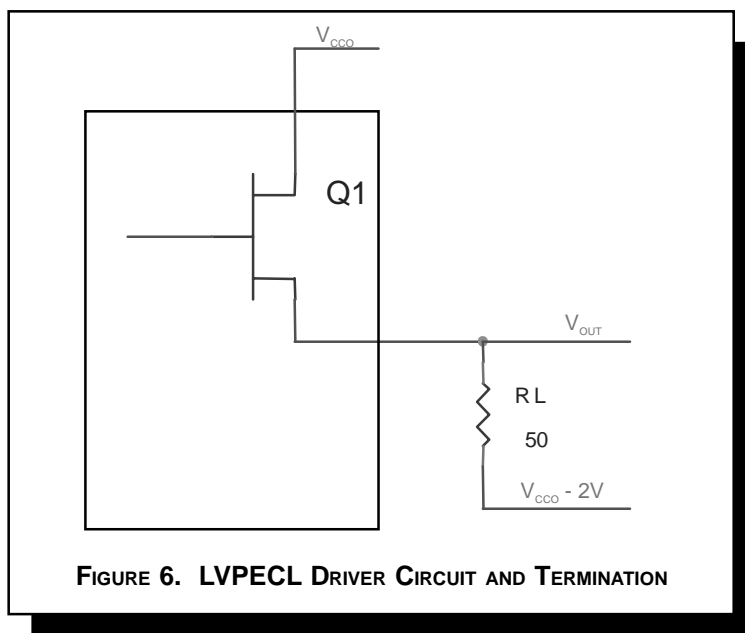 VCCO
Q1
VOUT
RL
50
VCCO - 2V
FIGURE 6. LVPECL DRIVER CIRCUIT AND TERMINATION